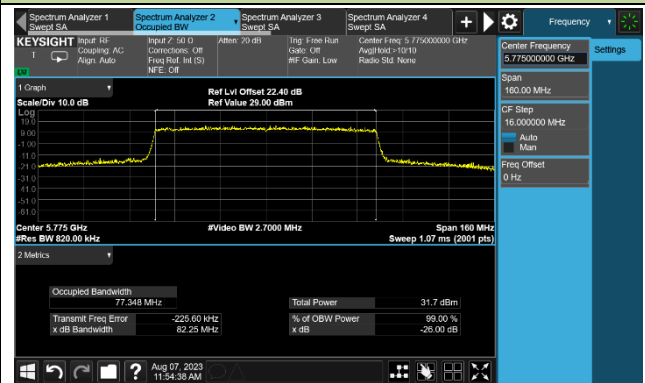 Spectrum Analyzer 1
Swept SA
Spectrum Analyzer 2
Occupied BW
Spectrum Analyzer 3
Swept SA
Spectrum Analyzer 4
Swept SA
+
Frequency
KEYSIGHT
Input: RF
Coupling: AC
Align: Auto
Input Z: 50 Ω
Corrections: Off
Freq Ref: Int (S)
NFE: Off
Atten: 20 dB
Trig: Free Run
Gate: Off
#IF Gain: Low
Center Freq: 5.775000000 GHz
Avg|Hold:>10/10
Radio Std: None
Center Frequency
5.775000000 GHz
Settings
Span
160.00 MHz
CF Step
16.000000 MHz
Auto
Man
Freq Offset
0 Hz
1 Graph
Scale/Div 10.0 dB
Ref Lvl Offset 22.40 dB
Ref Value 29.00 dBm
Log
19.0
9.00
-1.00
-11.0
-21.0
-31.0
-41.0
-51.0
-61.0
Center 5.775 GHz
#Video BW 2.7000 MHz
Span 160 MHz
#Res BW 820.00 kHz
Sweep 1.07 ms (2001 pts)
2 Metrics
Occupied Bandwidth
77.348 MHz
Total Power
31.7 dBm
Transmit Freq Error
-225.60 kHz
% of OBW Power
99.00 %
x dB Bandwidth
82.25 MHz
x dB
-26.00 dB
?
Aug 07, 2023
11:54:38 AM